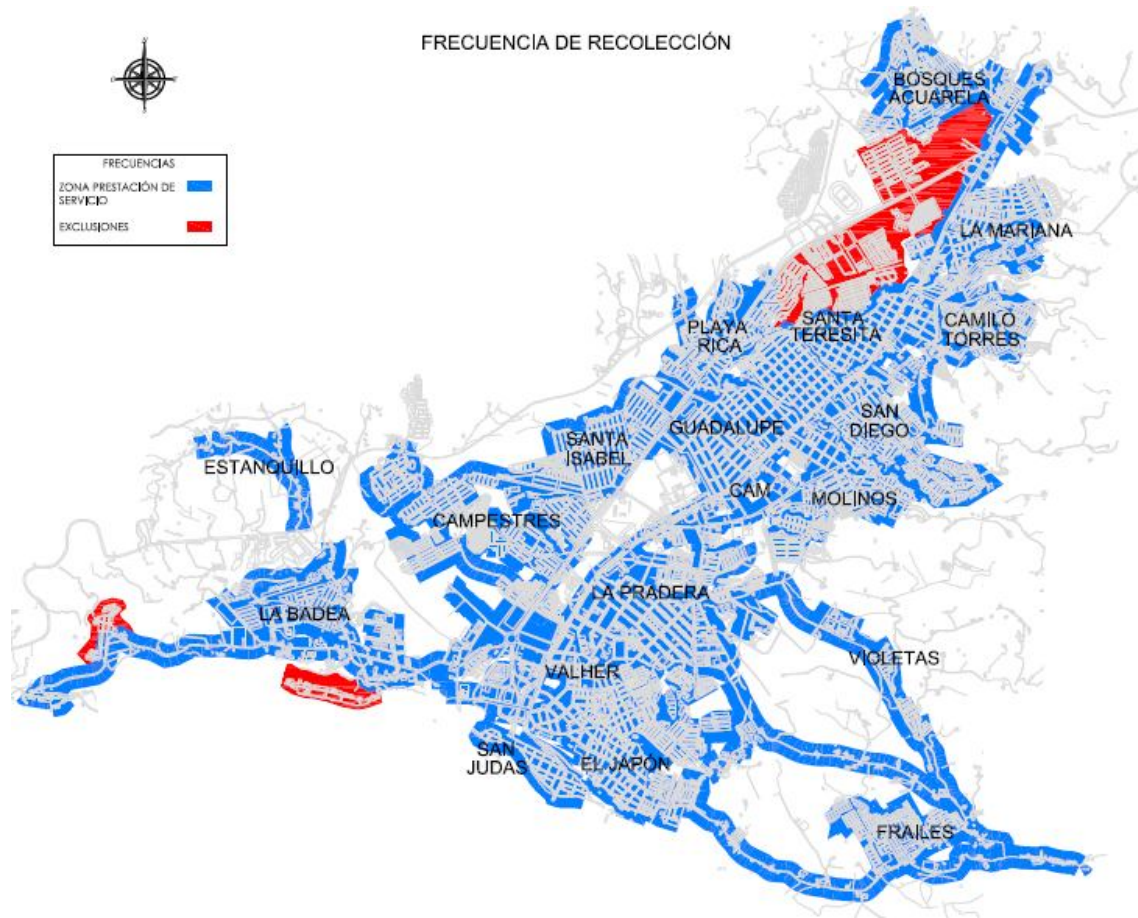 FRECUENCIA DE RECOLECCIÓN
FRECUENCIAS
ZONA PRESTACIÓN DE
SERVICIO
EXCLUSIONES
BOSQUES
ACUARELA
LA MARIANA
PLAYA
RICA
SANTA
TERESITA
CAMILO
TORRES
SANTA
ISABEL
GUADALUPE
SAN
DIEGO
ESTANQUILLO
CAM
MOLINOS
CAMPESTRES
LA PRADERA
LA BADEA
VIOLETAS
VALHER
SAN
JUDAS
EL JAPÓN
FRAILES